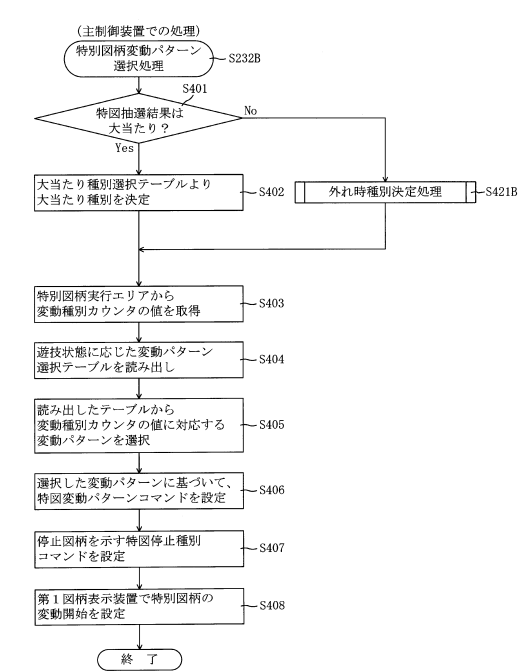 (主制御装置での処理)
特別図柄変動パターン
選択処理
S232B
S401
特図抽選結果は
大当たり？
No
Yes
大当たり種別選択テーブルより
大当たり種別を決定
S402
外れ時種別決定処理
S421B
特別図柄実行エリアから
変動種別カウンタの値を取得
S403
遊技状態に応じた変動パターン
選択テーブルを読み出し
S404
読み出したテーブルから
変動種別カウンタの値に対応する
変動パターンを選択
S405
選択した変動パターンに基づいて、
特図変動パターンコマンドを設定
S406
停止図柄を示す特図停止種別
コマンドを設定
S407
第１図柄表示装置で特別図柄の
変動開始を設定
S408
終 了